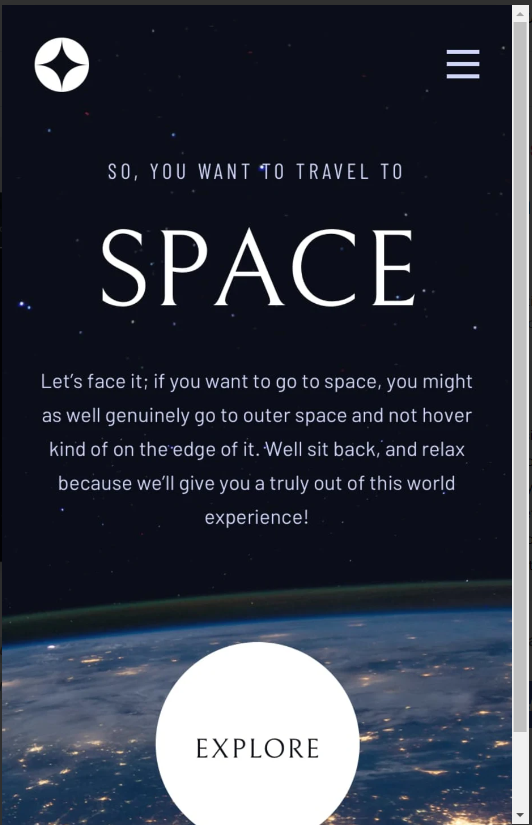 SO, YOU WANT TO TRAVEL TO
SPACE
Let’s face it; if you want to go to space, you might
as well genuinely go to outer space and not hover
kind of on the edge of it. Well sit back, and relax
because we’ll give you a truly out of this world
experience!
EXPLORE